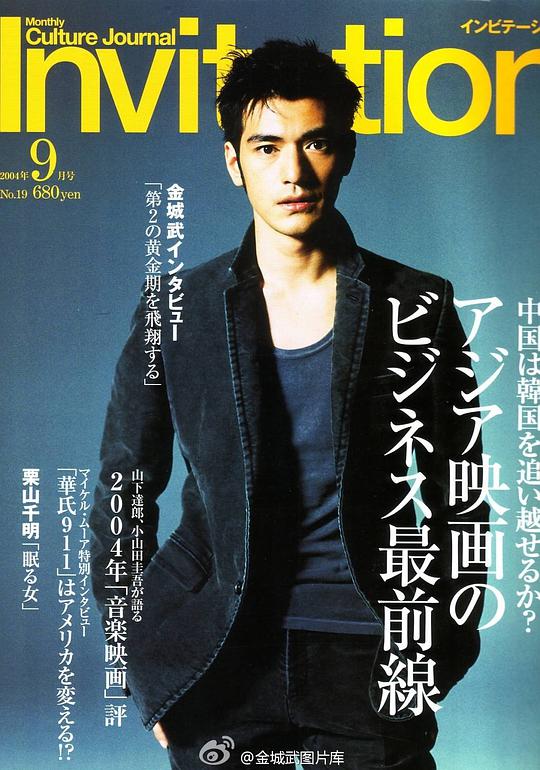 Monthly
Culture Journal
インビテーシ
Invitation
2004年9月号
No.19 680yen
金城 武インタビュー
「第2の黄金期を飛翔する」
中国は韓国を追い越せるか?
アジア映画の
ビジネス最前線
山下達郎、小山田圭吾が語る
2004年「音楽映画」評
マイケル・ムーア特別インタビュー
「華氏911」はアメリカを変える!?
栗山千明「眠る女」
@金城武图片库